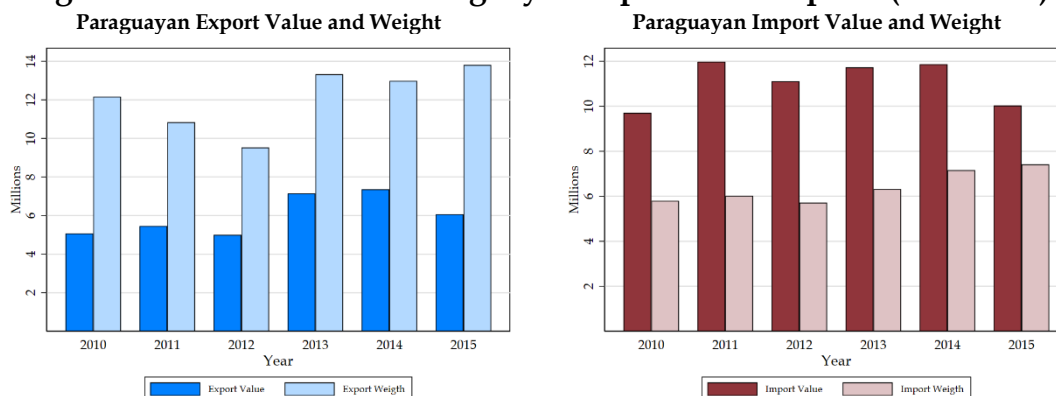 Paraguayan Export Value and Weight
14
12
10
8
6
4
2
Millions
2010 2011 2012 2013 2014 2015
Year
Export Value Export Weigth
Paraguayan Import Value and Weight
12
10
8
6
4
2
Millions
2010 2011 2012 2013 2014 2015
Year
Import Value Import Weigth